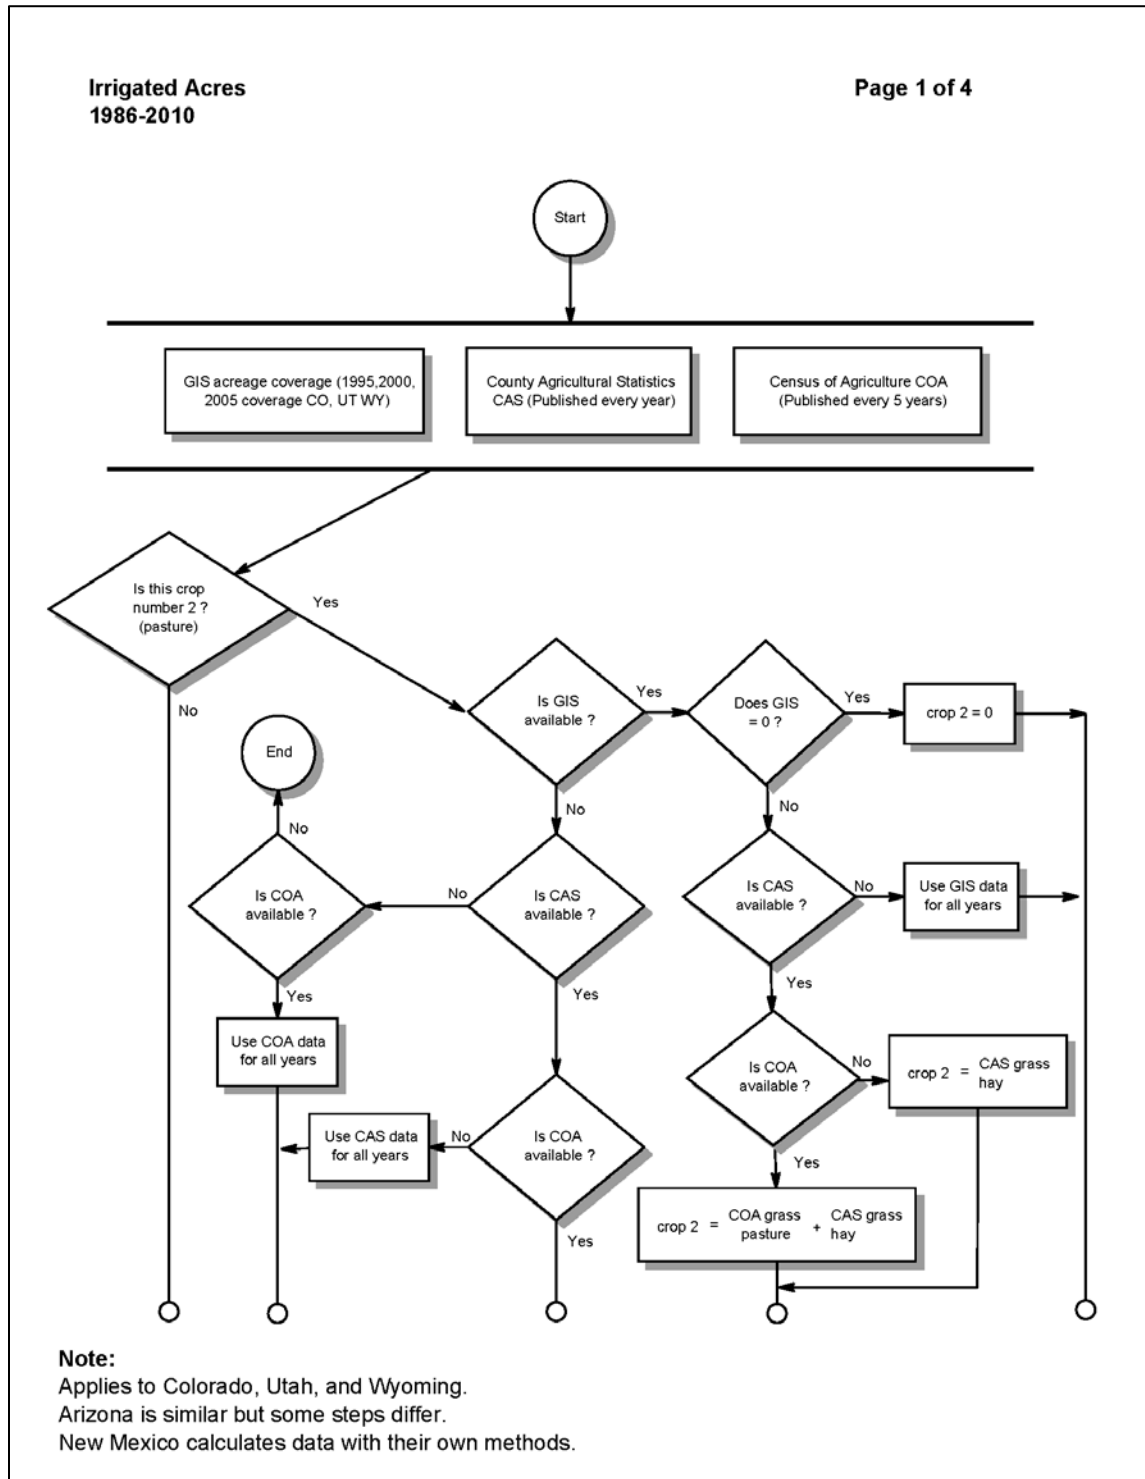 Irrigated Acres
1986-2010
Page 1 of 4
Start
GIS acreage coverage (1995,2000,
2005 coverage CO, UT WY)
County Agricultural Statistics
CAS (Published every year)
Census of Agriculture COA
(Published every 5 years)
Is this crop
number 2 ?
(pasture)
Yes
No
Is GIS
available ?
Yes
No
Does GIS
= 0 ?
Yes
No
crop 2 = 0
End
No
Is COA
available ?
Yes
No
Is CAS
available ?
Yes
Is CAS
available ?
No
Yes
Use GIS data
for all years
Use COA data
for all years
Is COA
available ?
No
Yes
crop 2 = CAS grass
hay
Use CAS data
for all years
No
Is COA
available ?
Yes
crop 2 = COA grass + CAS grass
pasture hay
Note:
Applies to Colorado, Utah, and Wyoming.
Arizona is similar but some steps differ.
New Mexico calculates data with their own methods.